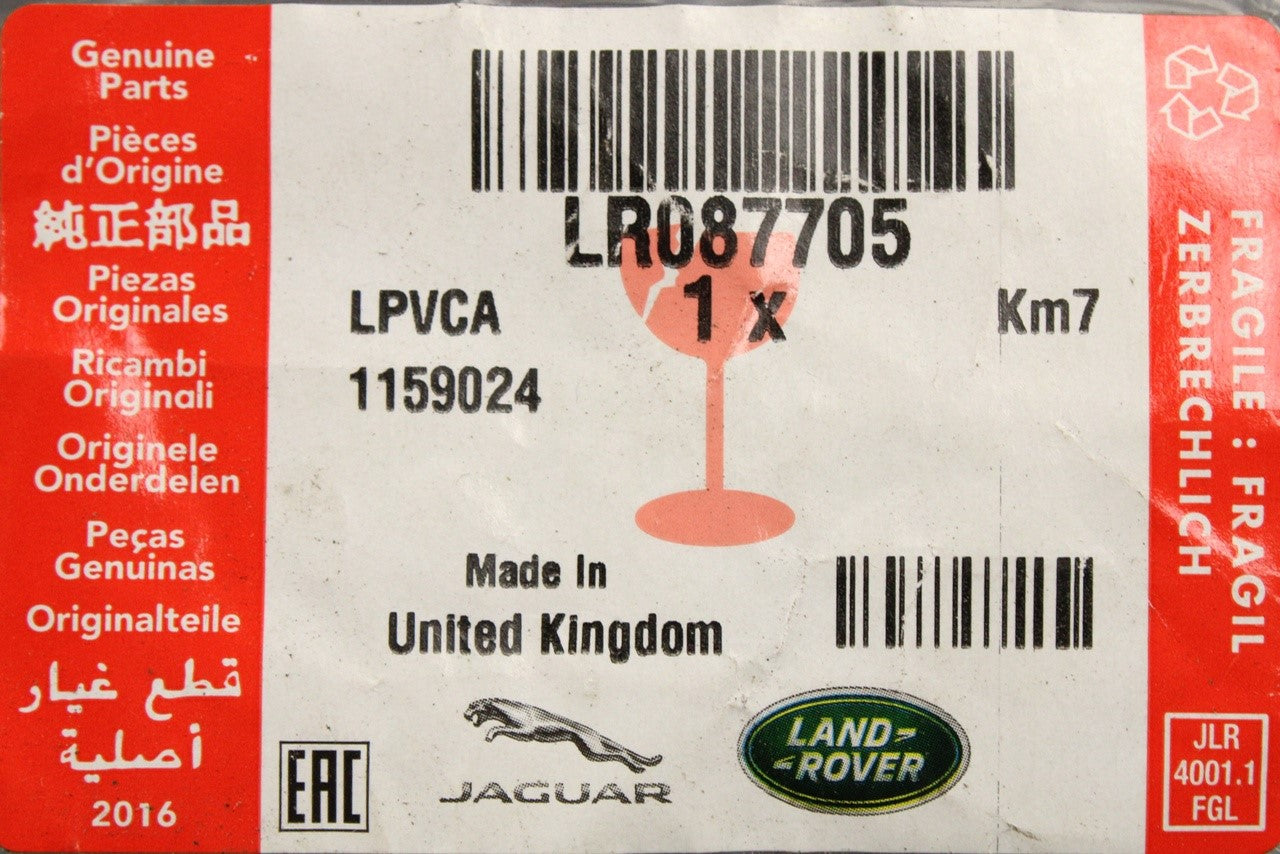 Genuine
Parts
Pièces
d'Origine
純正部品
Piezas
Originales
Ricambi
Originali
Originele
Onderdelen
Peças
Genuinas
Originalteile
قطع غيار
أصلية
2016
LR087705
1 x
LPVCA
Km7
1159024
Made In
United Kingdom
EAC
JAGUAR
LAND-
-ROVER
FRAGILE : FRAGIL
ZERBRECHLICH
JLR
4001.1
FGL